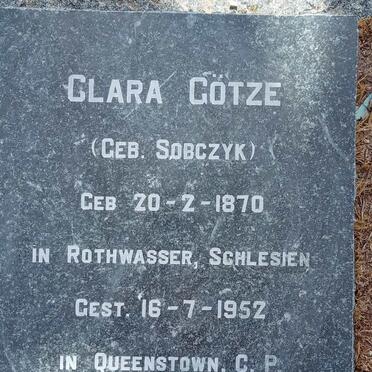 CLARA GÖTZE
(GEB. SOBCZYK)
GEB 20-2-1870
IN ROTHWASSER, SCHLESIEN
GEST. 16-7-1952
IN QUEENSTOWN, C. P.